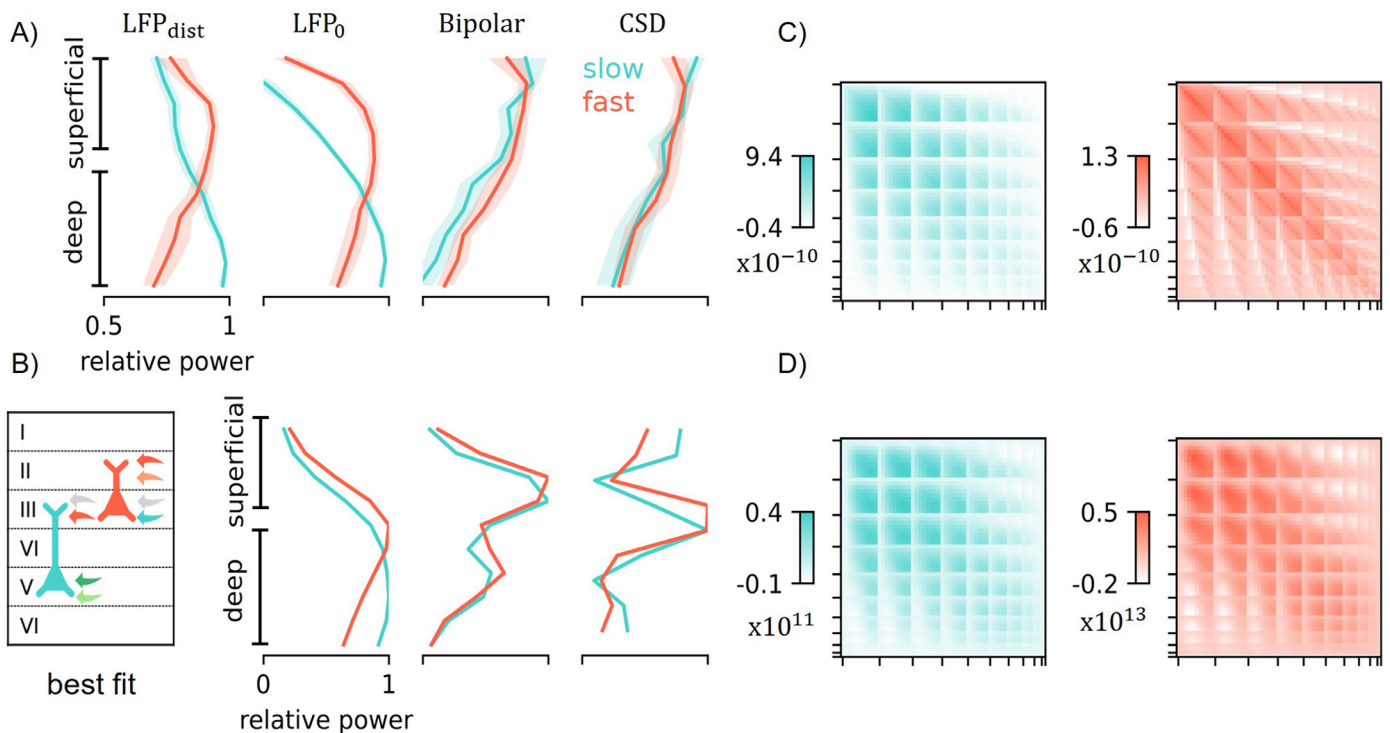 A)
LFP_dist
LFP_0
Bipolar
CSD
C)
superficial
deep
slow
fast
0.5
1
relative power
9.4
-0.4
x10^-10
1.3
-0.6
x10^-10
B)
I
II
III
VI
V
VI
best fit
superficial
deep
0
1
relative power
D)
0.4
-0.1
x10^11
0.5
-0.2
x10^13